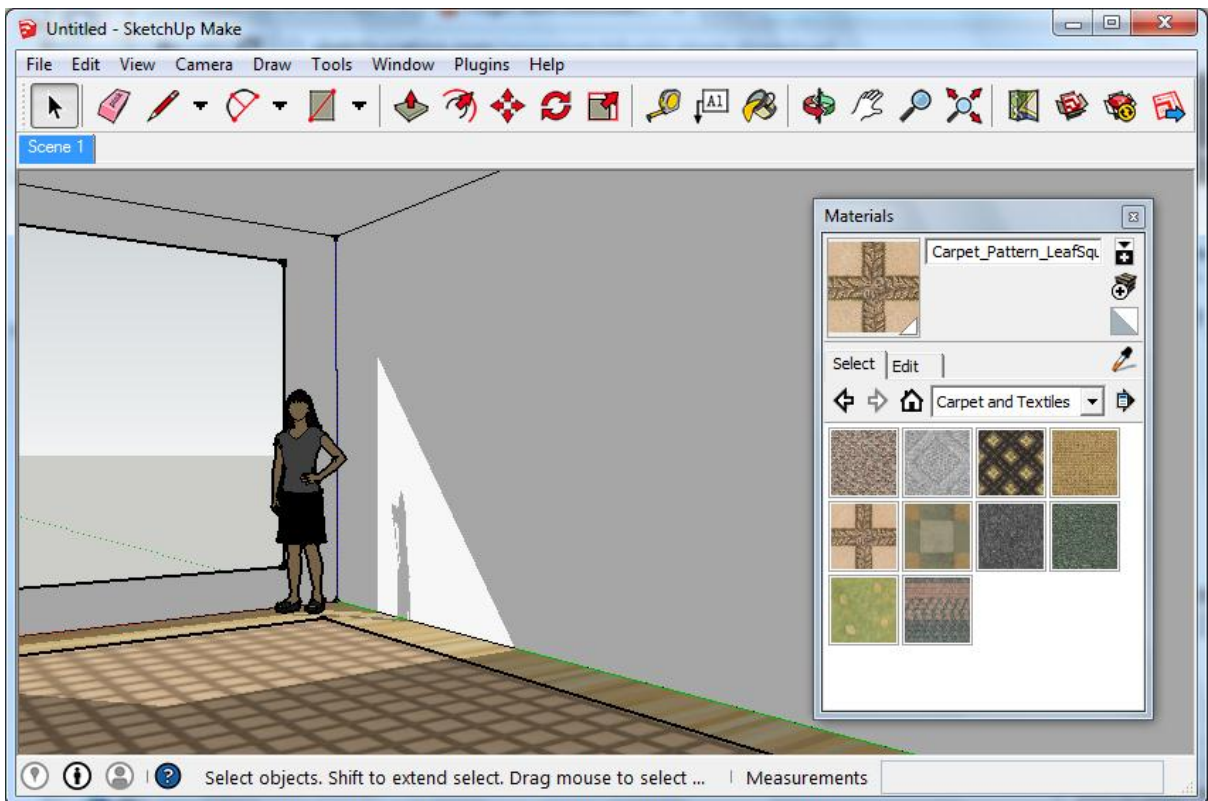 Untitled - SketchUp Make
File Edit View Camera Draw Tools Window Plugins Help
A1
Scene 1
Materials
Carpet_Pattern_LeafSqu
Select Edit
Carpet and Textiles
Select objects. Shift to extend select. Drag mouse to select ... Measurements